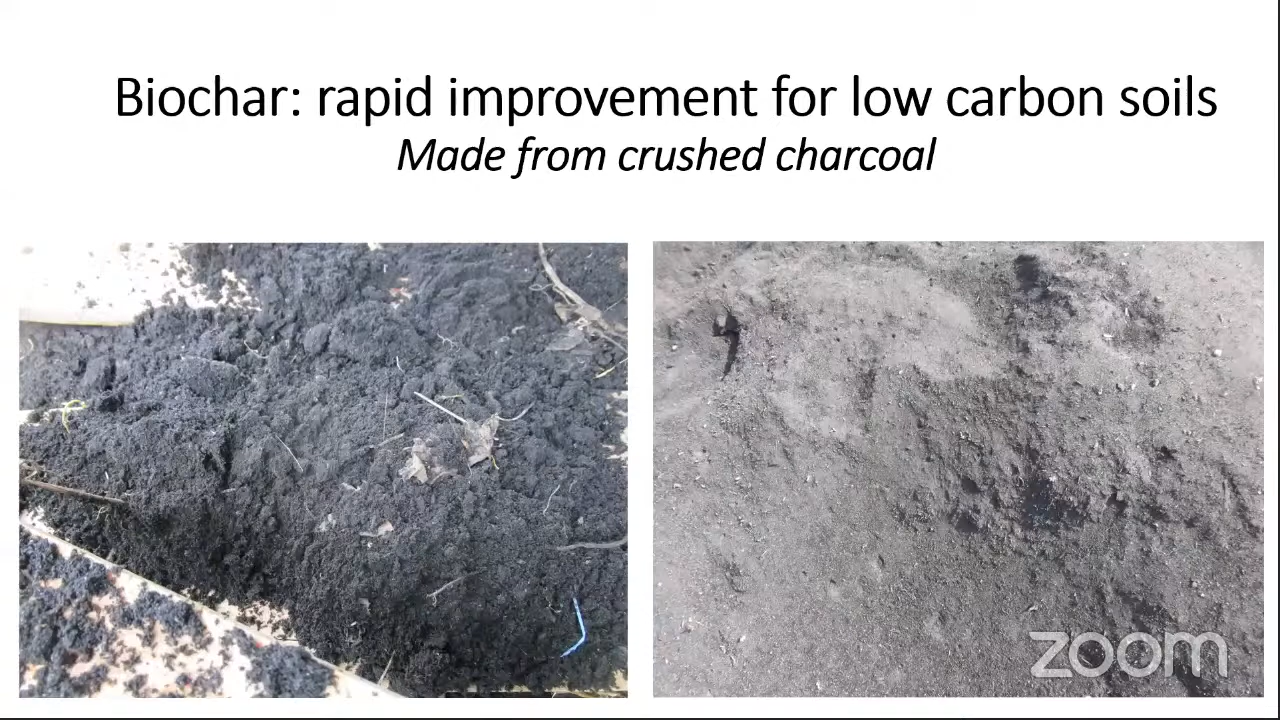 Biochar: rapid improvement for low carbon soils
Made from crushed charcoal
zoom